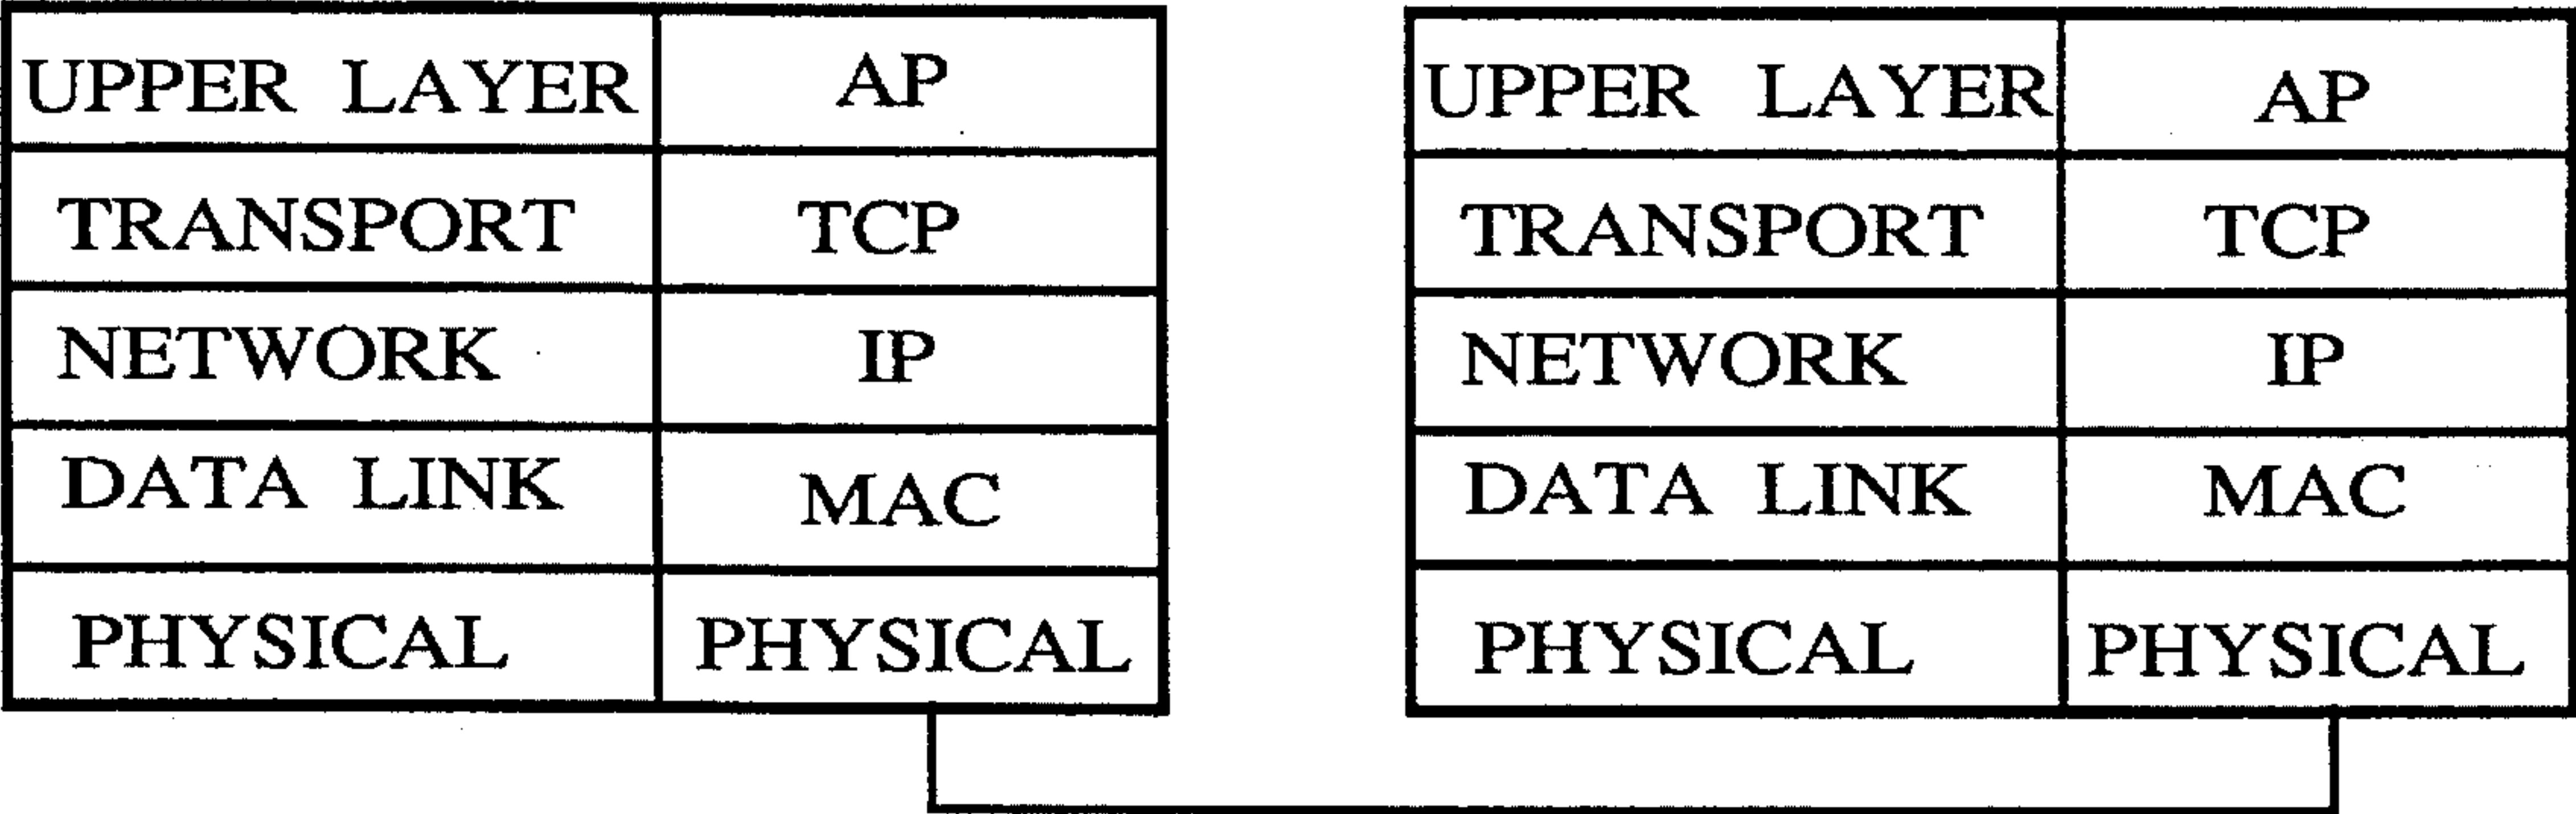 UPPER LAYER AP
TRANSPORT TCP
NETWORK IP
DATA LINK MAC
PHYSICAL PHYSICAL
UPPER LAYER AP
TRANSPORT TCP
NETWORK IP
DATA LINK MAC
PHYSICAL PHYSICAL